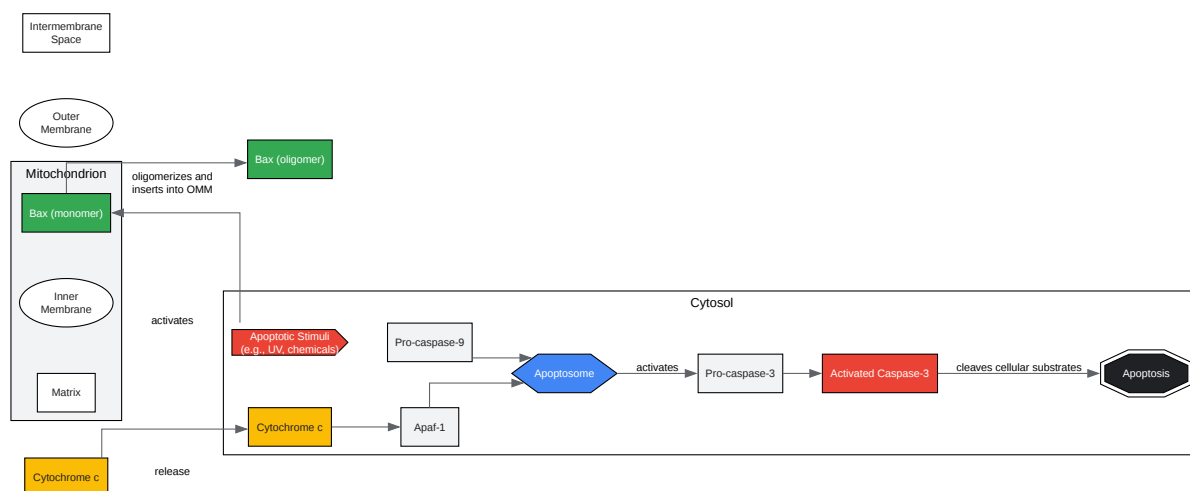 Intermembrane
Space
Outer
Membrane
Mitochondrion
Bax (monomer)
Inner
Membrane
Matrix
Cytochrome c
Bax (oligomer)
oligomerizes and
inserts into OMM
activates
release
Cytosol
Apoptotic Stimuli
(e.g., UV, chemicals)
Pro-caspase-9
Cytochrome c
Apaf-1
Apoptosome
activates
Pro-caspase-3
Activated Caspase-3
cleaves cellular substrates
Apoptosis